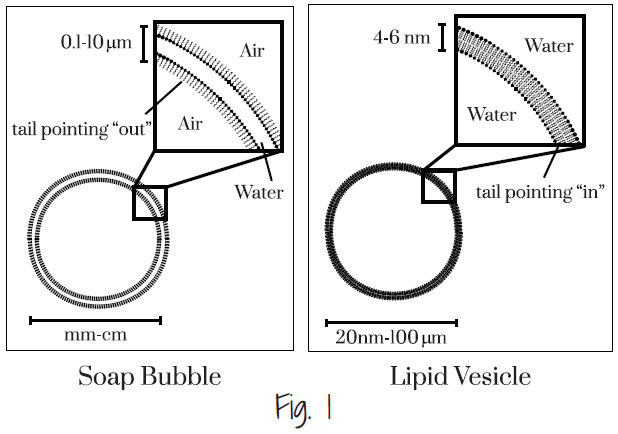 0.1-10 μm
Air
tail pointing "out"
Air
Water
mm-cm
Soap Bubble
4-6 nm
Water
Water
tail pointing "in"
20nm-100 μm
Lipid Vesicle
Fig. 1